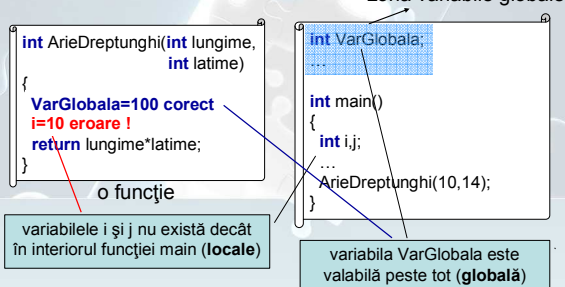 zona variabile globale
int ArieDreptunghi(int lungime,
int latime)
{
VarGlobala=100 corect
i=10 eroare !
return lungime*latime;
}
o funcţie
int VarGlobala;
…
int main()
{
int i,j;
…
ArieDreptunghi(10,14);
}
variabilele i şi j nu există decât
în interiorul funcţiei main (locale)
variabila VarGlobala este
valabilă peste tot (globală)